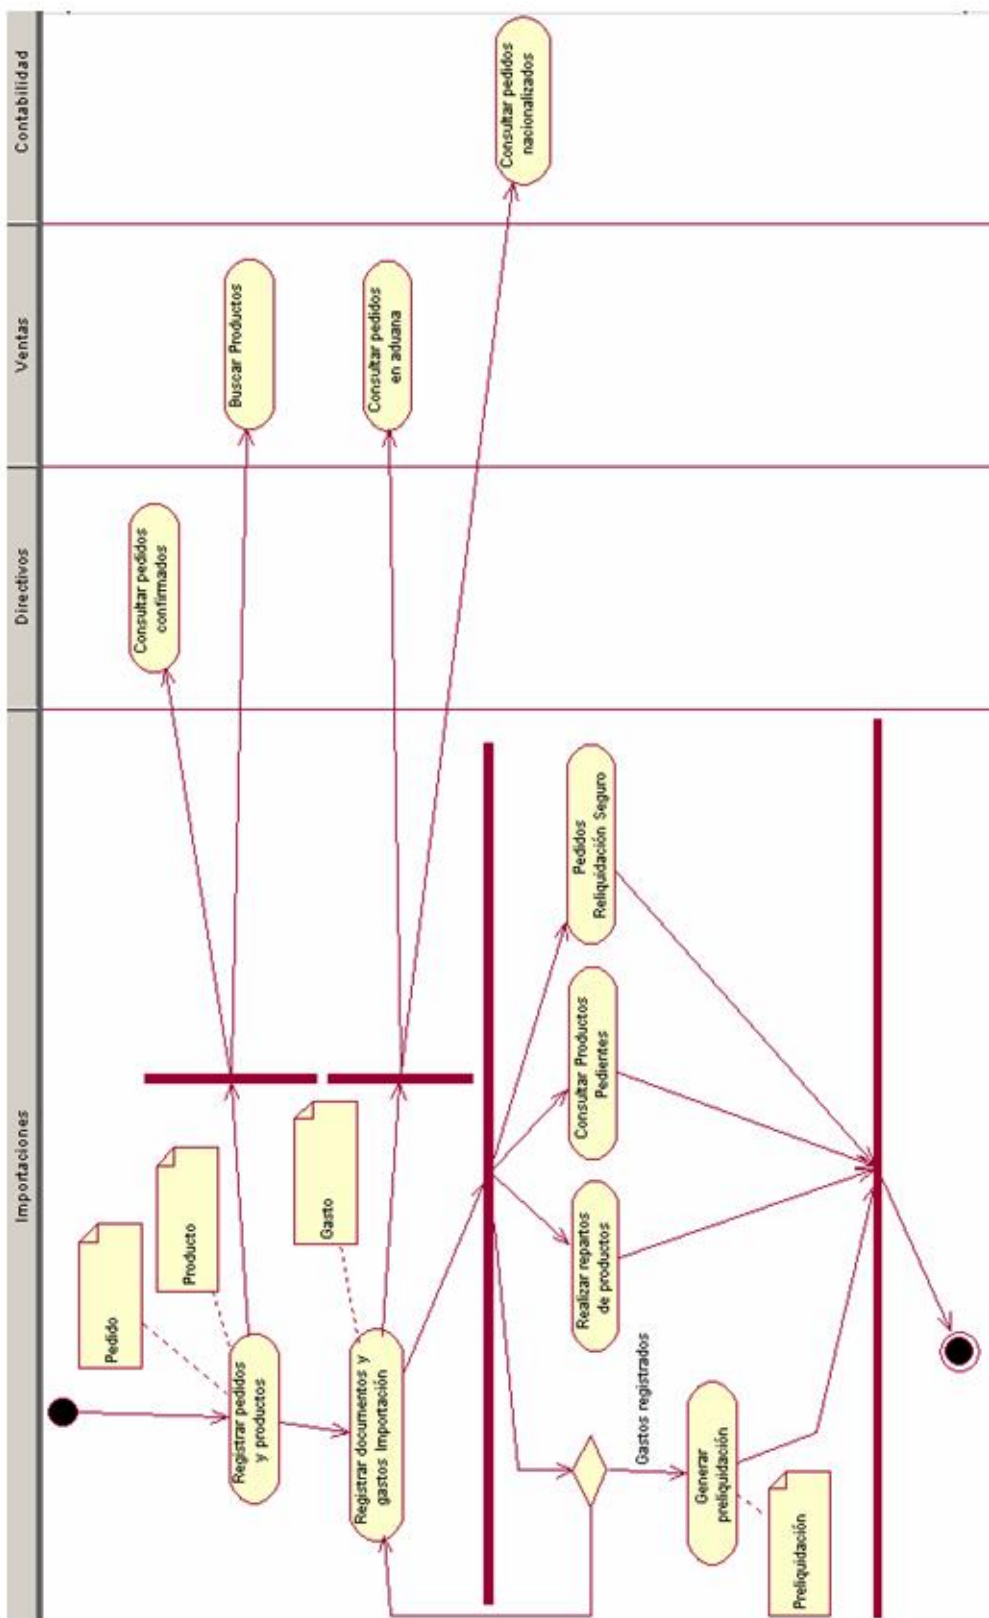 Importaciones
Directivos
Ventas
Contabilidad
Pedido
Producto
Registrar pedidos
y productos
Consultar pedidos
confirmados
Buscar Productos
Gasto
Registrar documentos y
gastos Importación
Consultar pedidos
en aduana
Consultar pedidos
nacionalizados
Realizar repartos
de productos
Consultar Productos
Pedientes
Pedidos
Reliquidación Seguro
Gastos registrados
Generar
preliquidación
Preliquidación